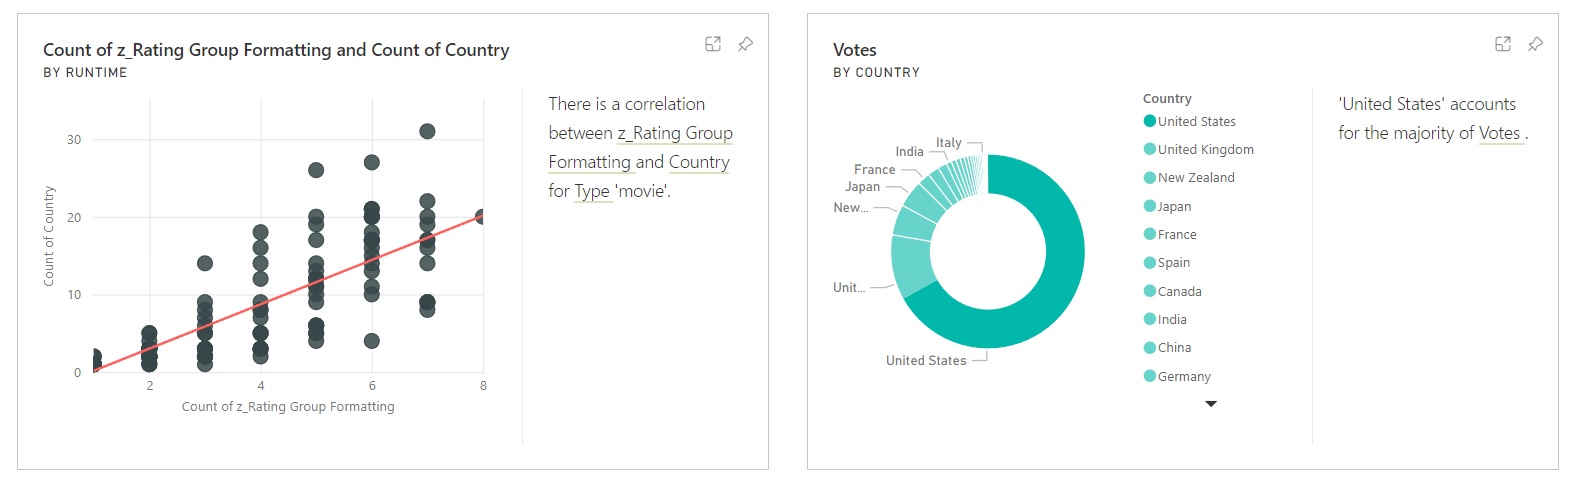 Count of z_Rating Group Formatting and Count of Country
BY RUNTIME
Count of Country
30
20
10
0
2
4
6
8
Count of z_Rating Group Formatting
There is a correlation
between z_Rating Group
Formatting and Country
for Type 'movie'.
Votes
BY COUNTRY
Italy
India
France
Japan
New...
Unit...
United States
Country
United States
United Kingdom
New Zealand
Japan
France
Spain
Canada
India
China
Germany
'United States' accounts
for the majority of Votes .